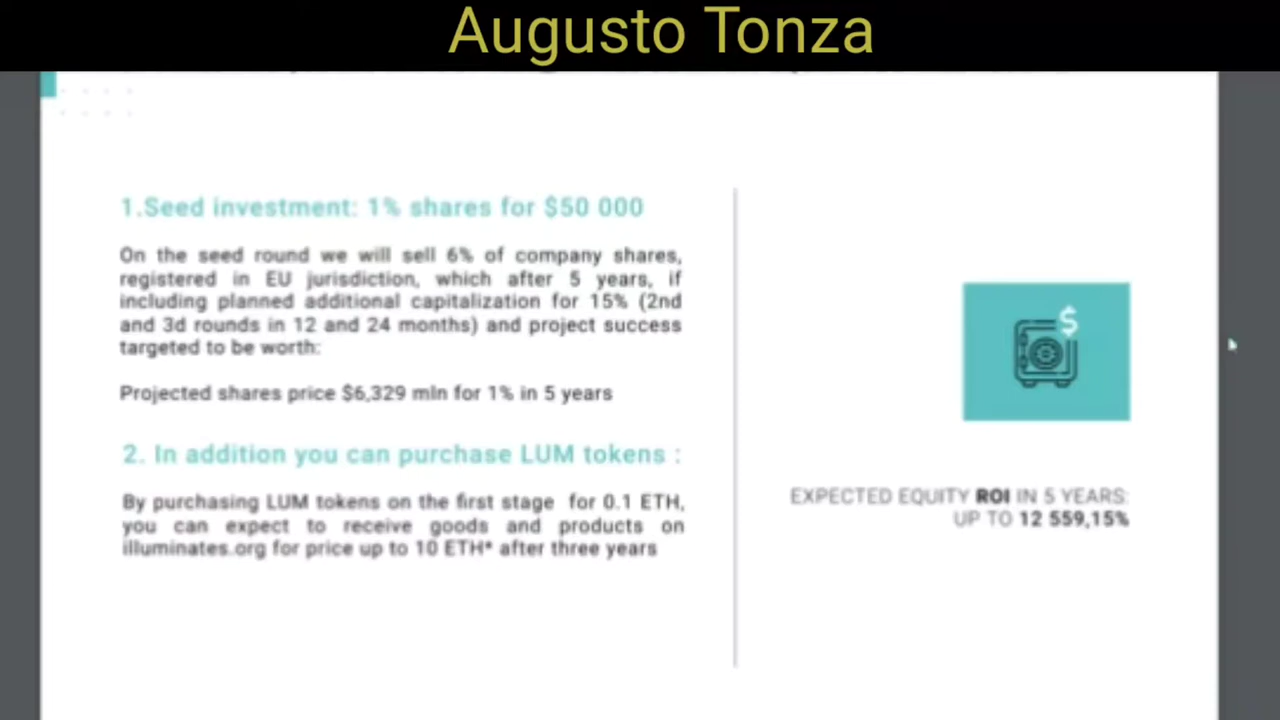 Augusto Tonza
1.Seed investment: 1% shares for $50 000
On the seed round we will sell 6% of company shares,
registered in EU jurisdiction, which after 5 years, if
including planned additional capitalization for 15% (2nd
and 3d rounds in 12 and 24 months) and project success
targeted to be worth:
Projected shares price $6,329 mln for 1% in 5 years
2. In addition you can purchase LUM tokens :
By purchasing LUM tokens on the first stage for 0.1 ETH,
you can expect to receive goods and products on
illuminates.org for price up to 10 ETH* after three years
$
EXPECTED EQUITY ROI IN 5 YEARS:
UP TO 12 559,15%